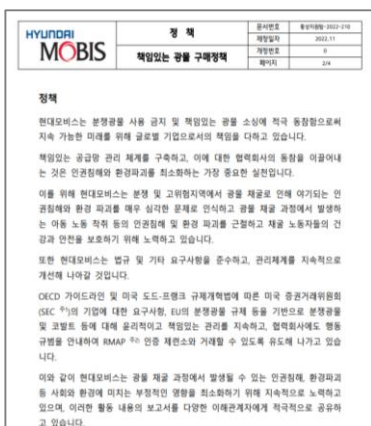 HYUNDAI
MOBIS
정 책
책임있는 광물 구매정책
문서번호
제정일자
2022.11
개정번호
0
페이지
2/4
정책
현대모비스는 분쟁광물 사용 금지 및 책임있는 광물 소싱에 적극 동참함으로써
지속 가능한 미래를 위해 글로벌 기업으로서의 책임을 다하고 있습니다.
책임있는 공급망 관리 체계를 구축하고, 이에 대한 협력회사의 동참을 이끌어내
는 것은 인권침해와 환경파괴를 최소화하는 가장 중요한 실천입니다.
이를 위해 현대모비스는 분쟁 및 고위험지역에서 광물 채굴로 인해 야기되는 인
권침해와 환경 파괴를 매우 심각한 문제로 인식하고 광물 채굴 과정에서 발생하
는 아동 노동 착취 등의 인권침해 및 환경 파괴를 근절하고 채굴 노동자들의 건
강과 안전을 보호하기 위해 노력하고 있습니다.
또한 현대모비스는 법규 및 기타 요구사항을 준수하고, 관리체계를 지속적으로
개선해 나아갈 것입니다.
OECD 가이드라인 및 미국 도드-프랭크 규제개혁법에 따른 미국 증권거래위원회
(SEC 주1)의 기업에 대한 요구사항, EU의 분쟁광물 규제 등을 기반으로 분쟁광물
및 코발트 등에 대해 윤리적이고 책임있는 관리를 지속하고, 협력회사에도 행동
규범을 안내하여 RMAP 주2 인증 제련소와 거래할 수 있도록 유도해 나가고 있습
니다.
이와 같이 현대모비스는 광물 채굴 과정에서 발생될 수 있는 인권침해, 환경파괴
등 사회와 환경에 미치는 부정적인 영향을 최소화하기 위해 지속적으로 노력하고
있으며, 이러한 활동 내용의 보고서를 다양한 이해관계자에게 적극적으로 공유하
고 있습니다.